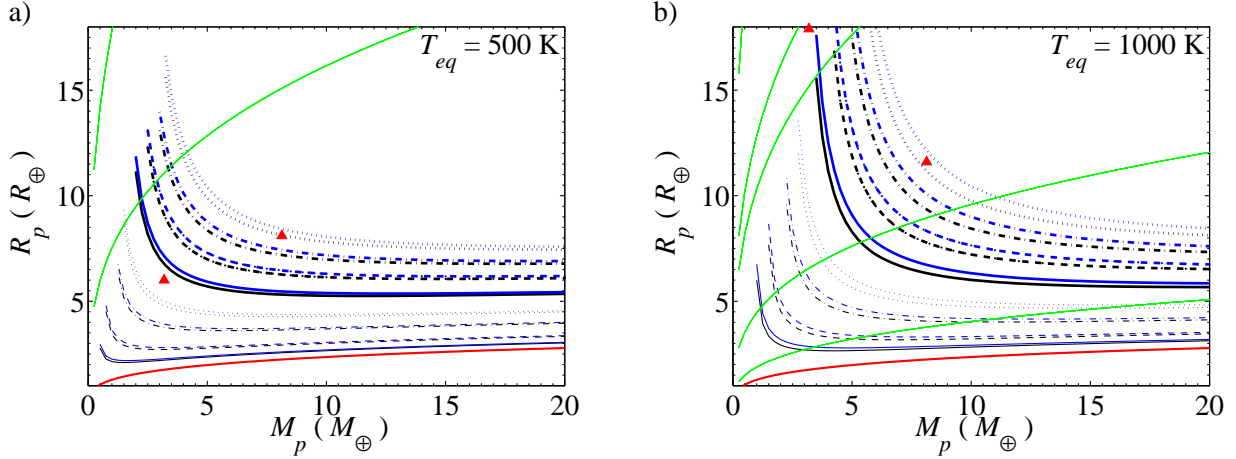 a)
T_eq = 500 K
R_p ( R_⊕ )
15
10
5
0 5 10 15 20
M_p ( M_⊕ )
b)
T_eq = 1000 K
R_p ( R_⊕ )
15
10
5
0 5 10 15 20
M_p ( M_⊕ )